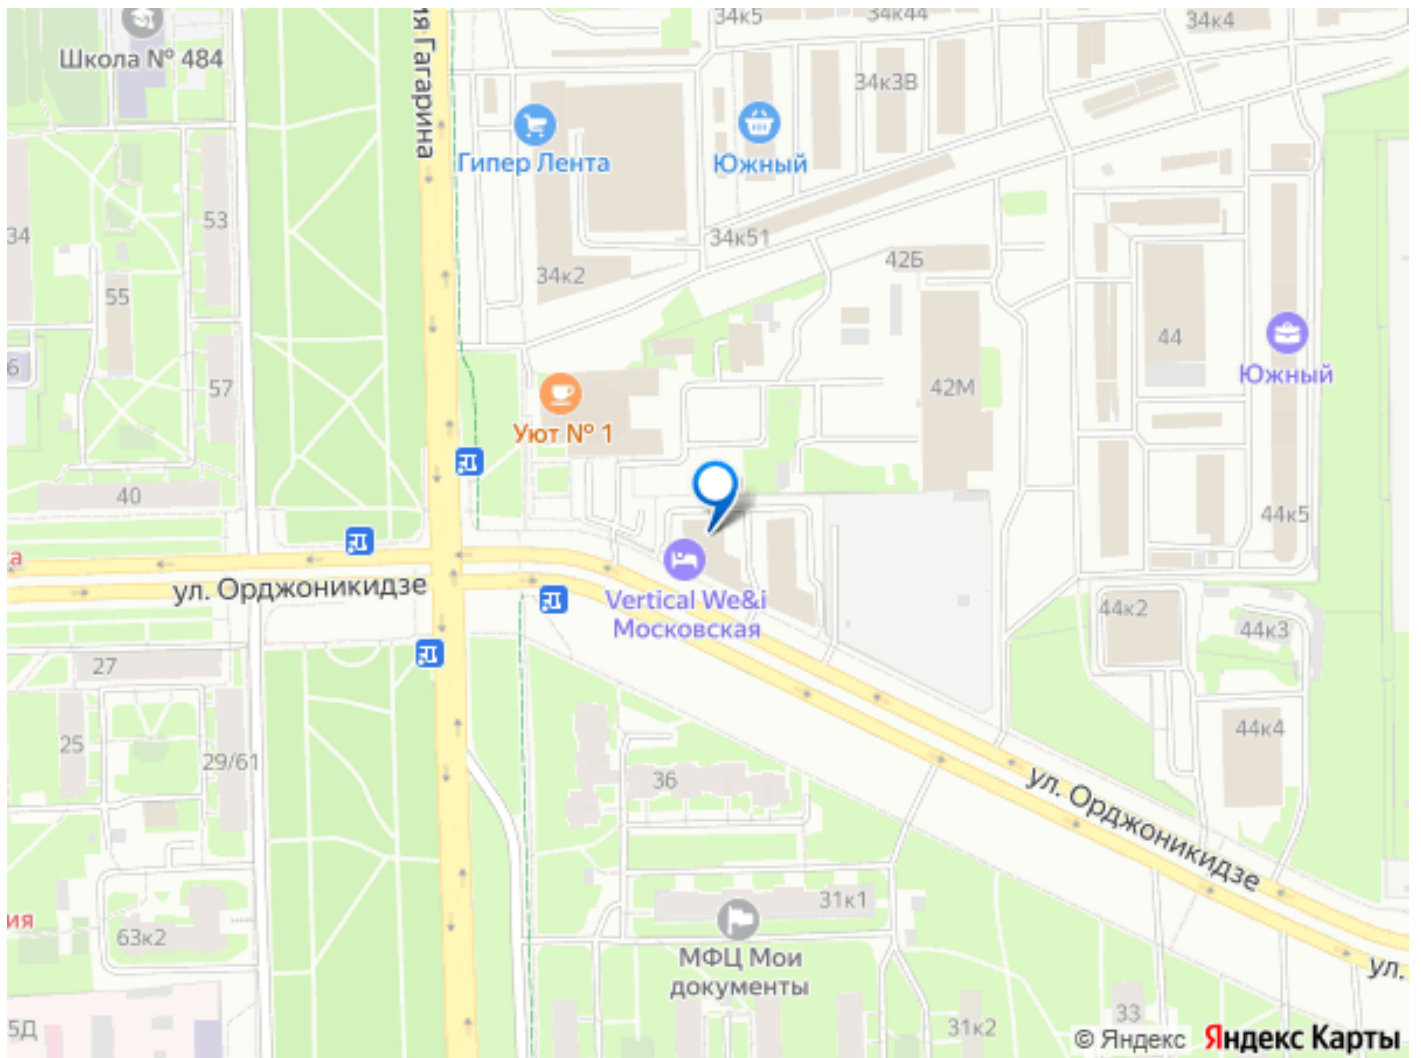 34к5
34к44
34к4
Школа № 484
ия Гагарина
34к3В
Гипер Лента
Южный
53
34
34к51
42Б
34к2
55
44
6
57
42М
Южный
Уют № 1
40
44к5
а
ул. Орджоникидзе
Vertical We&i
Московская
44к2
44к3
27
25
29/61
44к4
36
ул. Орджоникидзе
31к1
ия
63к2
МФЦ Мои
документы
ул.
5Д
31к2
33
© Яндекс Яндекс Карты